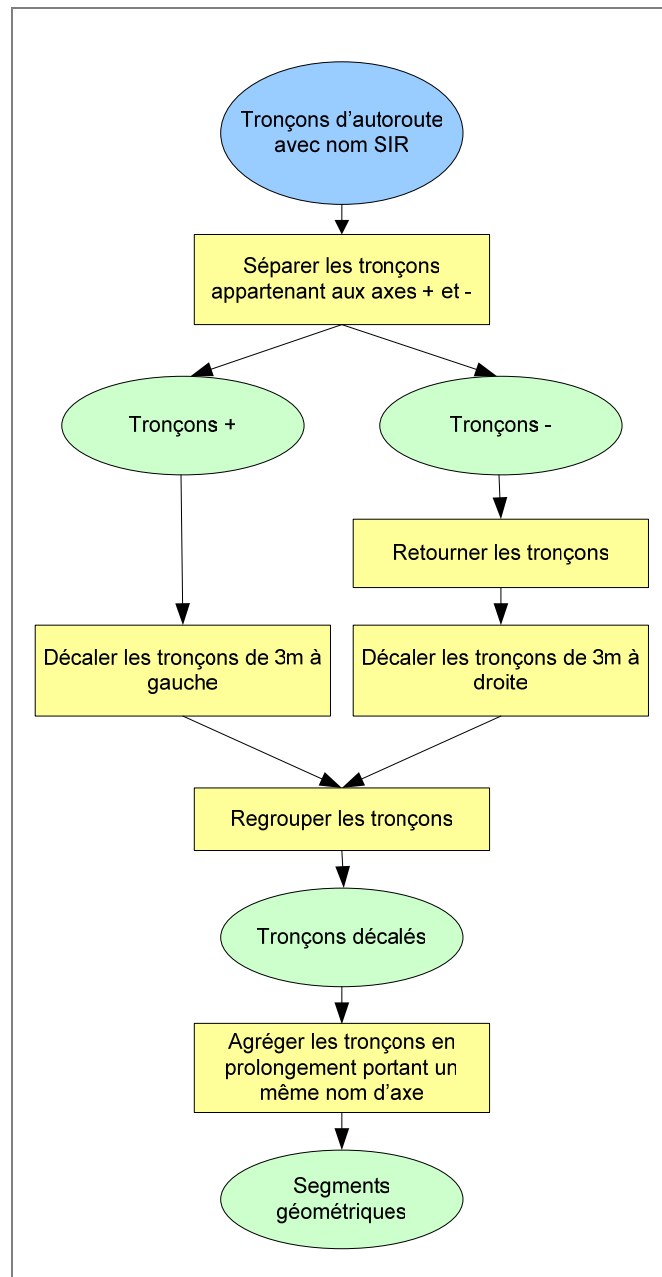 Tronçons d'autoroute
avec nom SIR
Séparer les tronçons
appartenant aux axes + et -
Tronçons +
Tronçons -
Retourner les tronçons
Décaler les tronçons de 3m à
gauche
Décaler les tronçons de 3m à
droite
Regrouper les tronçons
Tronçons décalés
Agréger les tronçons en
prolongement portant un
même nom d'axe
Segments
géométriques